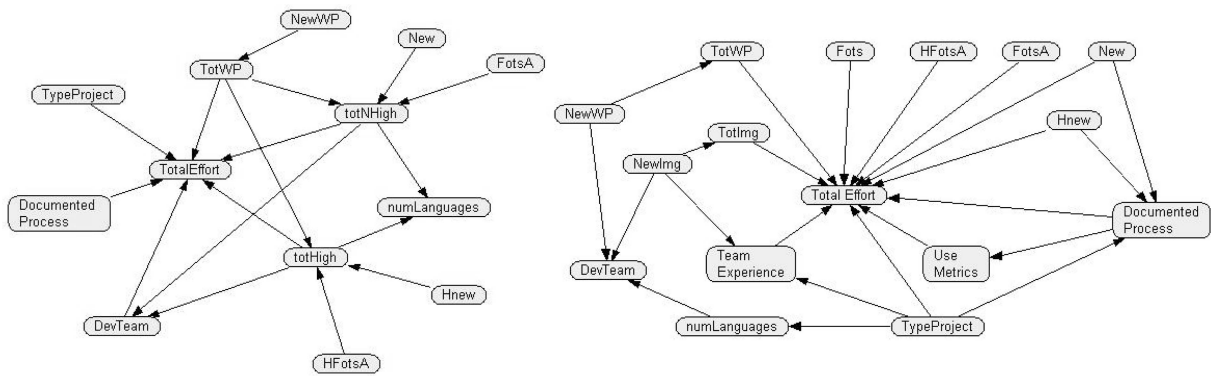 NewWP
New
TotWP
FotsA
TypeProject
totNHigh
TotalEffort
Documented
Process
numLanguages
totHigh
Hnew
DevTeam
HFotsA
TotWP
Fots
HFotsA
FotsA
New
NewWP
TotImg
Hnew
NewImg
Total Effort
Documented
Process
DevTeam
Team
Experience
Use
Metrics
numLanguages
TypeProject